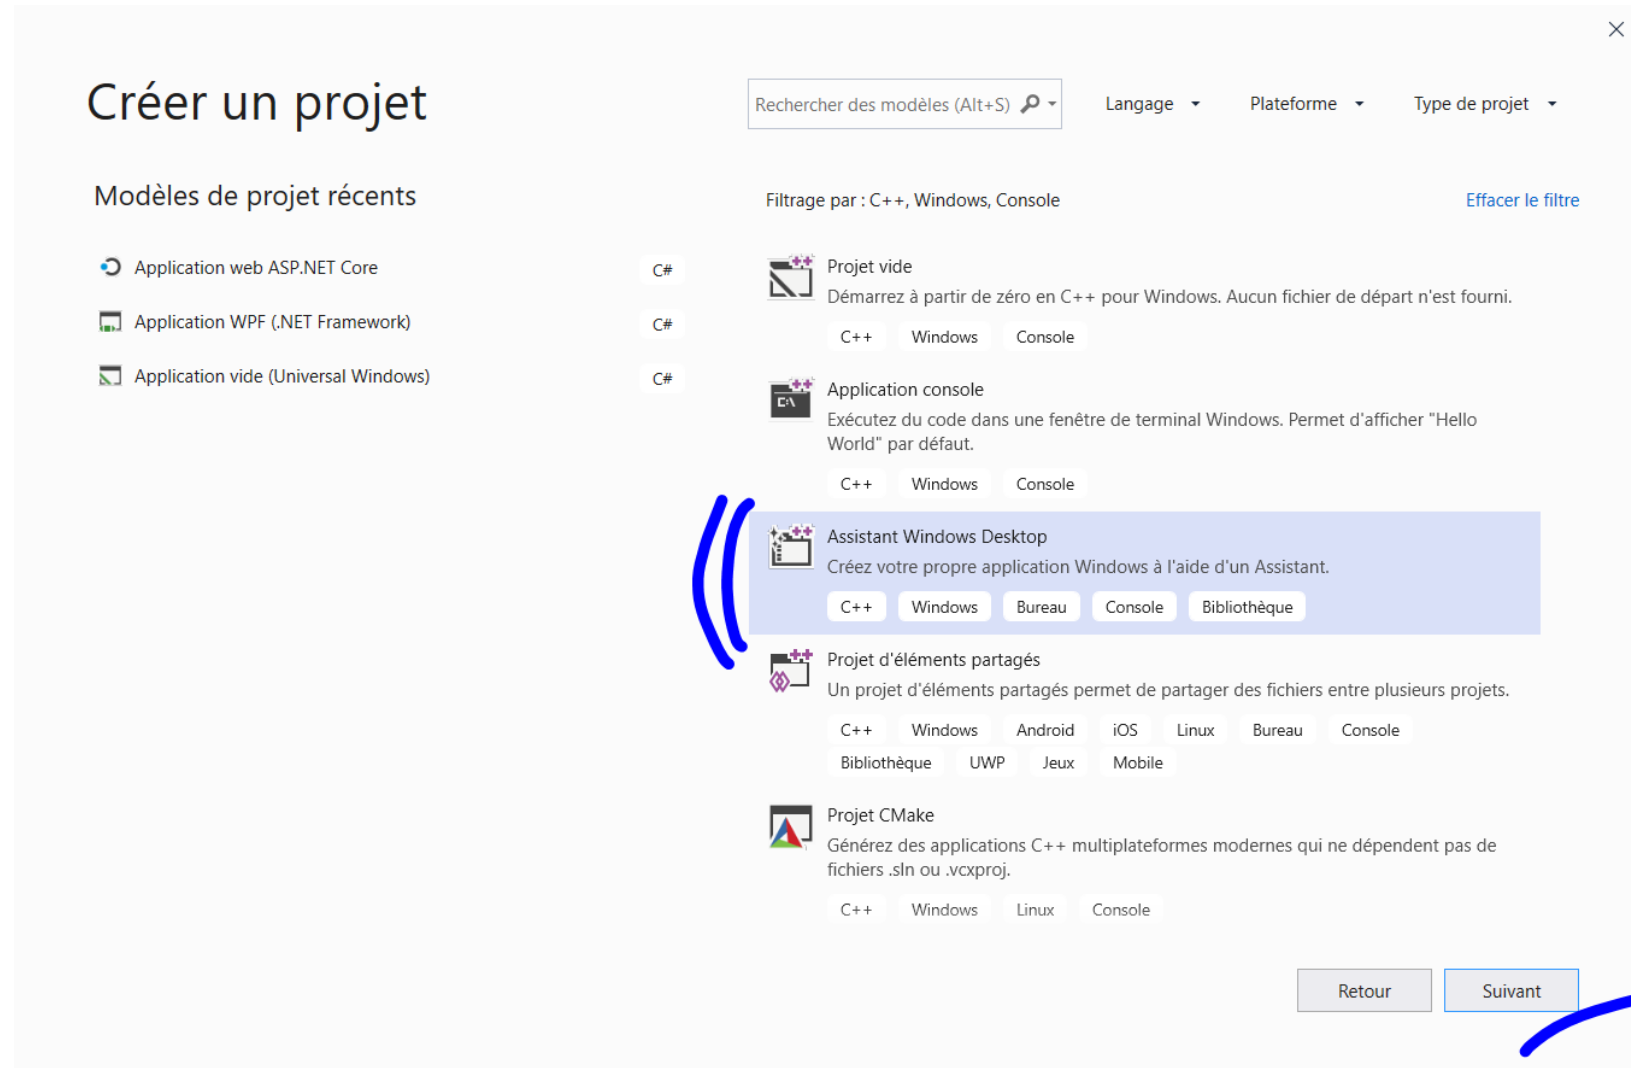 Créer un projet
Rechercher des modèles (Alt+S)
Langage
Plateforme
Type de projet
Modèles de projet récents
Application web ASP.NET Core
C#
Application WPF (.NET Framework)
C#
Application vide (Universal Windows)
C#
Filtrage par : C++, Windows, Console
Effacer le filtre
Projet vide
Démarrez à partir de zéro en C++ pour Windows. Aucun fichier de départ n'est fourni.
C++ Windows Console
Application console
Exécutez du code dans une fenêtre de terminal Windows. Permet d'afficher "Hello
World" par défaut.
C++ Windows Console
Assistant Windows Desktop
Créez votre propre application Windows à l'aide d'un Assistant.
C++ Windows Bureau Console Bibliothèque
Projet d'éléments partagés
Un projet d'éléments partagés permet de partager des fichiers entre plusieurs projets.
C++ Windows Android iOS Linux Bureau Console
Bibliothèque UWP Jeux Mobile
Projet CMake
Générez des applications C++ multiplateformes modernes qui ne dépendent pas de
fichiers .sln ou .vcxproj.
C++ Windows Linux Console
Retour
Suivant